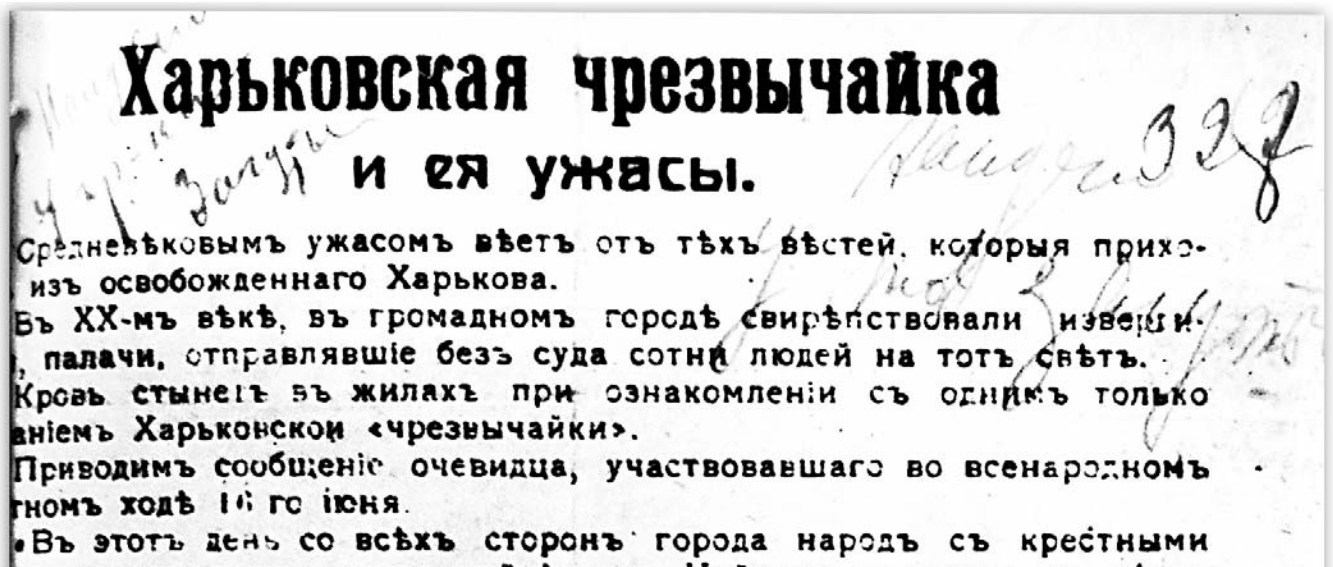 Харьковская чрезвычайка
и ея ужасы.
327
Средневѣковымъ ужасомъ вѣетъ отъ тѣхъ вѣстей, которыя прихо-
изъ освобожденнаго Харькова.
Въ XX-мъ вѣкѣ, въ громадномъ городѣ свирѣпствовали изверги-
, палачи, отправлявшіе безъ суда сотни людей на тотъ свѣтъ.
Кровь стынетъ въ жилахъ при ознакомленіи съ однимъ только
аніемъ Харьковской «чрезвычайки».
Приводимъ сообщеніе очевидца, участвовавшаго во всенародномъ
тномъ ходѣ 16 го іюня.
Въ этотъ день со всѣхъ сторонъ города народъ съ крестными